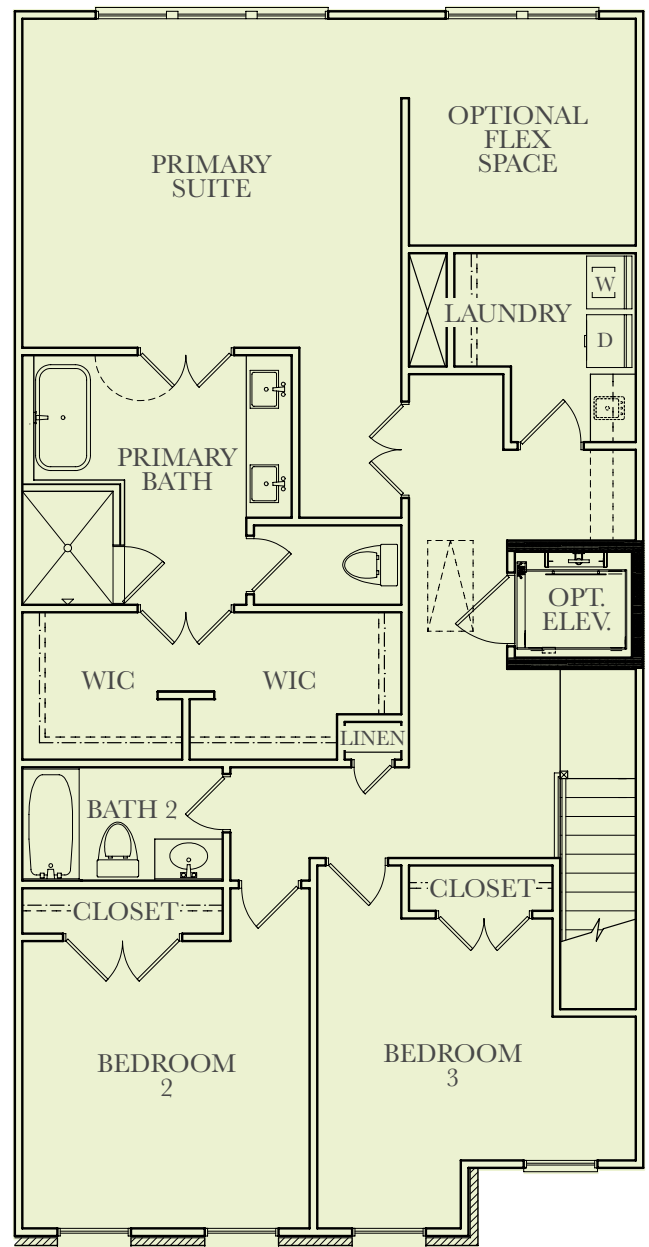 PRIMARY
SUITE
OPTIONAL
FLEX
SPACE
W
LAUNDRY
D
PRIMARY
BATH
OPT.
ELEV.
WIC
WIC
LINEN
BATH 2
CLOSET
CLOSET
BEDROOM
2
BEDROOM
3